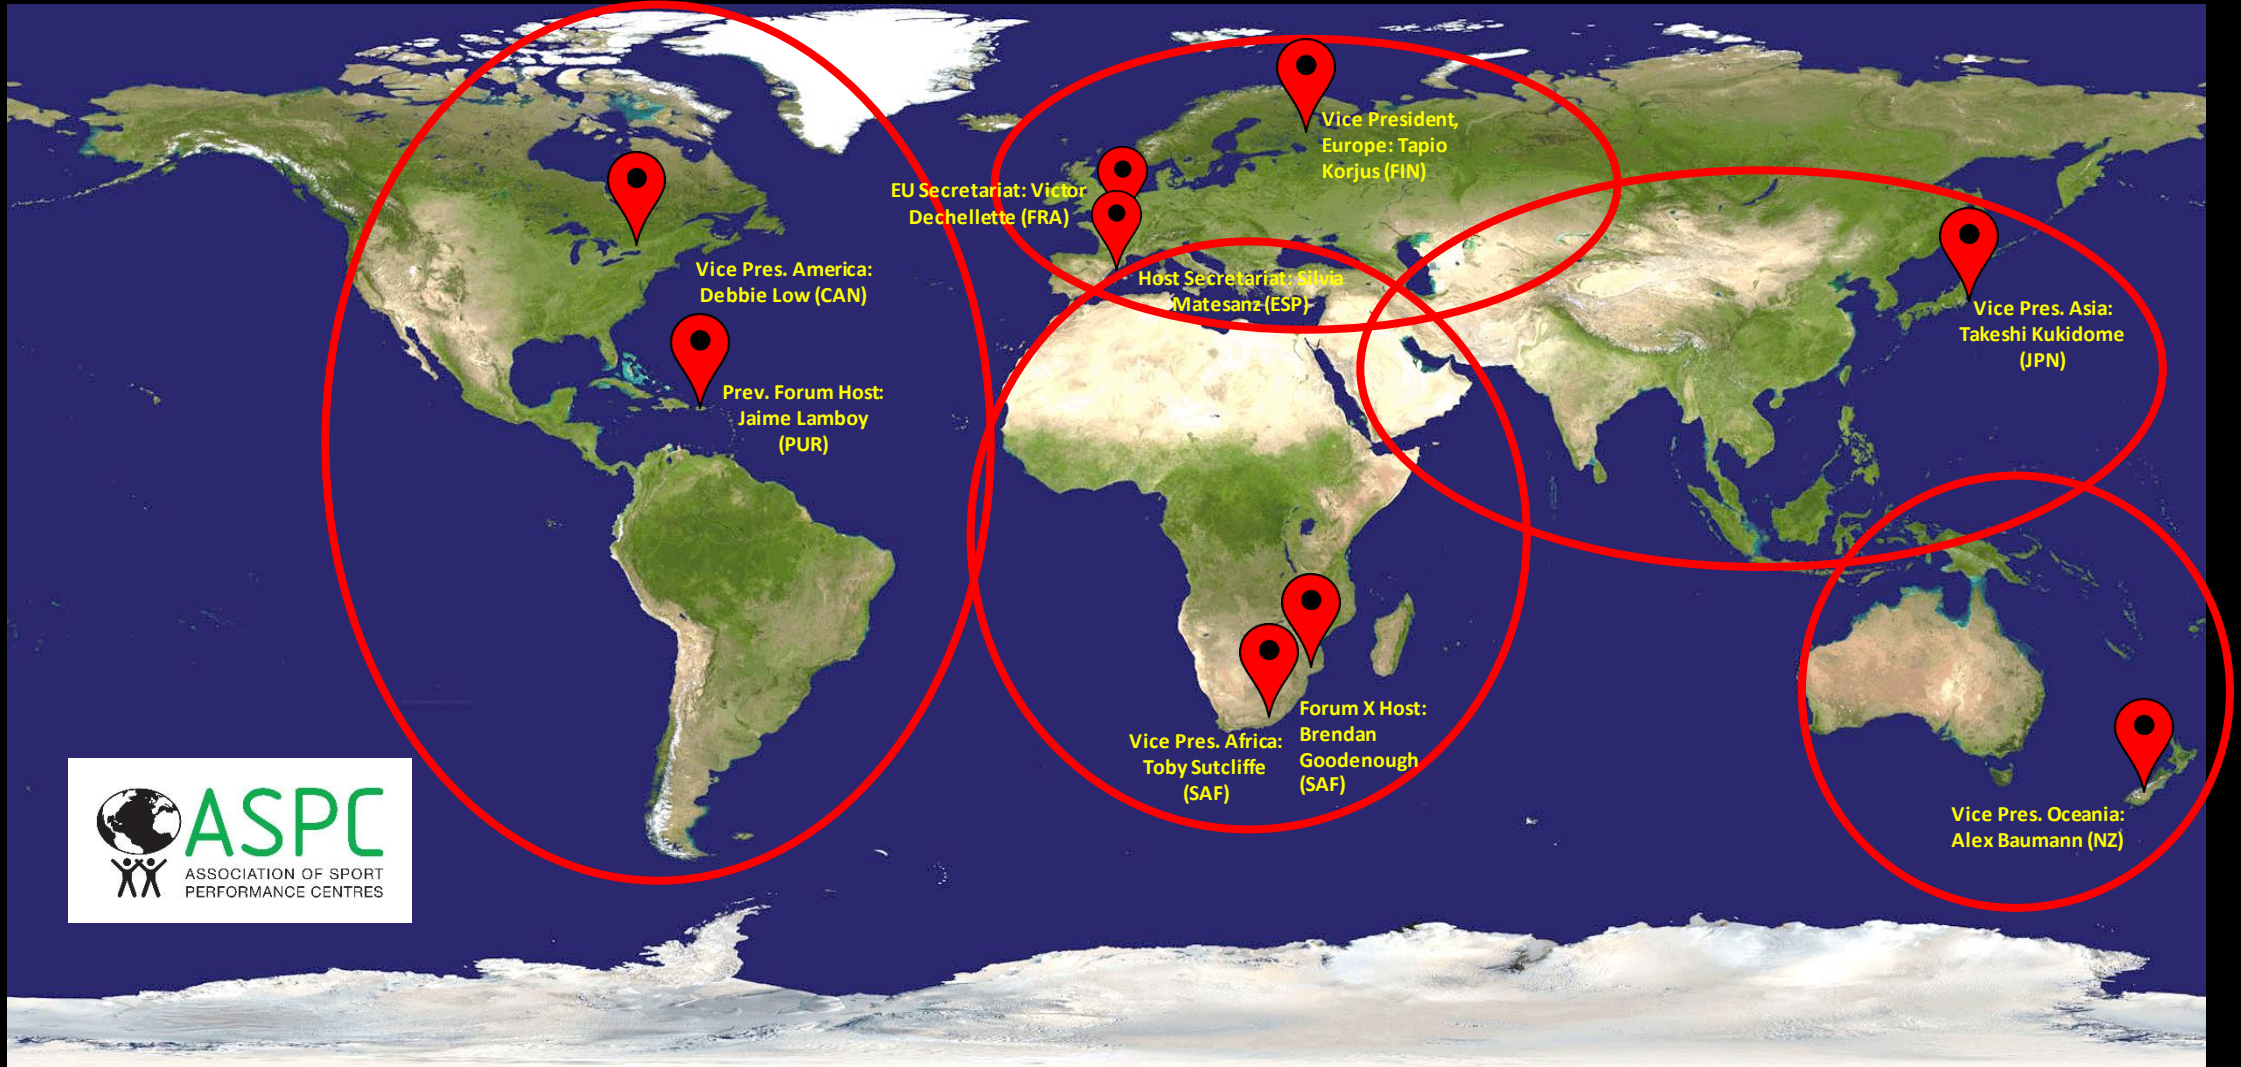 Vice President,
Europe: Tapio
Korjus (FIN)
EU Secretariat: Victor
Dechellette (FRA)
Host Secretariat: Silvia
Matesanz (ESP)
Vice Pres. America:
Debbie Low (CAN)
Prev. Forum Host:
Jaime Lamboy
(PUR)
Vice Pres. Asia:
Takeshi Kukidome
(JPN)
Vice Pres. Africa:
Toby Sutcliffe
(SAF)
Forum X Host:
Brendan
Goodenough
(SAF)
Vice Pres. Oceania:
Alex Baumann (NZ)
ASPC
ASSOCIATION OF SPORT
PERFORMANCE CENTRES